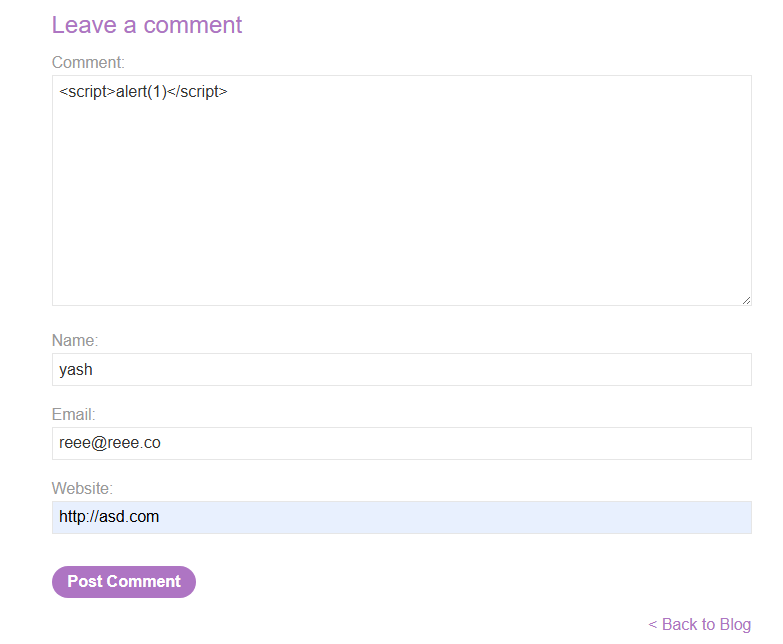 Leave a comment
Comment:
<script>alert(1)</script>
Name:
yash
Email:
reee@reee.co
Website:
http://asd.com
Post Comment
< Back to Blog